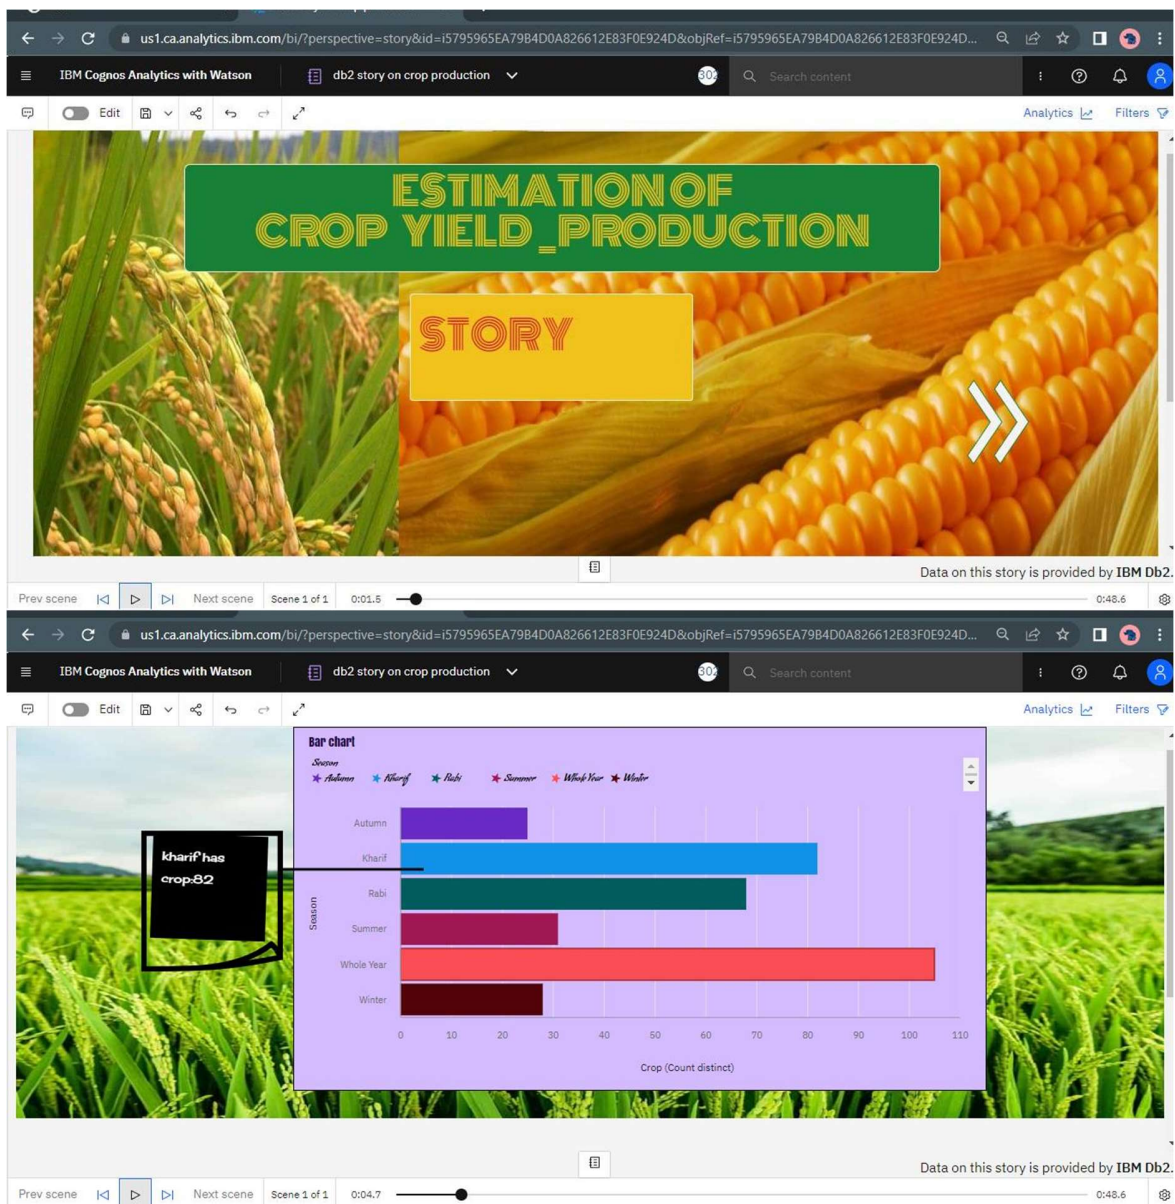 us1.ca.analytics.ibm.com/bi/?perspective=story&id=i5795965EA79B4D0A826612E83F0E924D&objRef=i5795965EA79B4D0A826612E83F0E924D...
IBM Cognos Analytics with Watson db2 story on crop production 302 Search content
Edit Analytics Filters
ESTIMATION OF
CROP YIELD_PRODUCTION
STORY
Data on this story is provided by IBM Db2.
Prev scene Next scene Scene 1 of 1 0:01.5 0:48.6
us1.ca.analytics.ibm.com/bi/?perspective=story&id=i5795965EA79B4D0A826612E83F0E924D&objRef=i5795965EA79B4D0A826612E83F0E924D...
IBM Cognos Analytics with Watson db2 story on crop production 302 Search content
Edit Analytics Filters
Bar chart
Season
Autumn Kharif Rabi Summer Whole Year Winter
kharif has
crop:82
Season
Autumn
Kharif
Rabi
Summer
Whole Year
Winter
0 10 20 30 40 50 60 70 80 90 100 110
Crop (Count distinct)
Data on this story is provided by IBM Db2.
Prev scene Next scene Scene 1 of 1 0:04.7 0:48.6